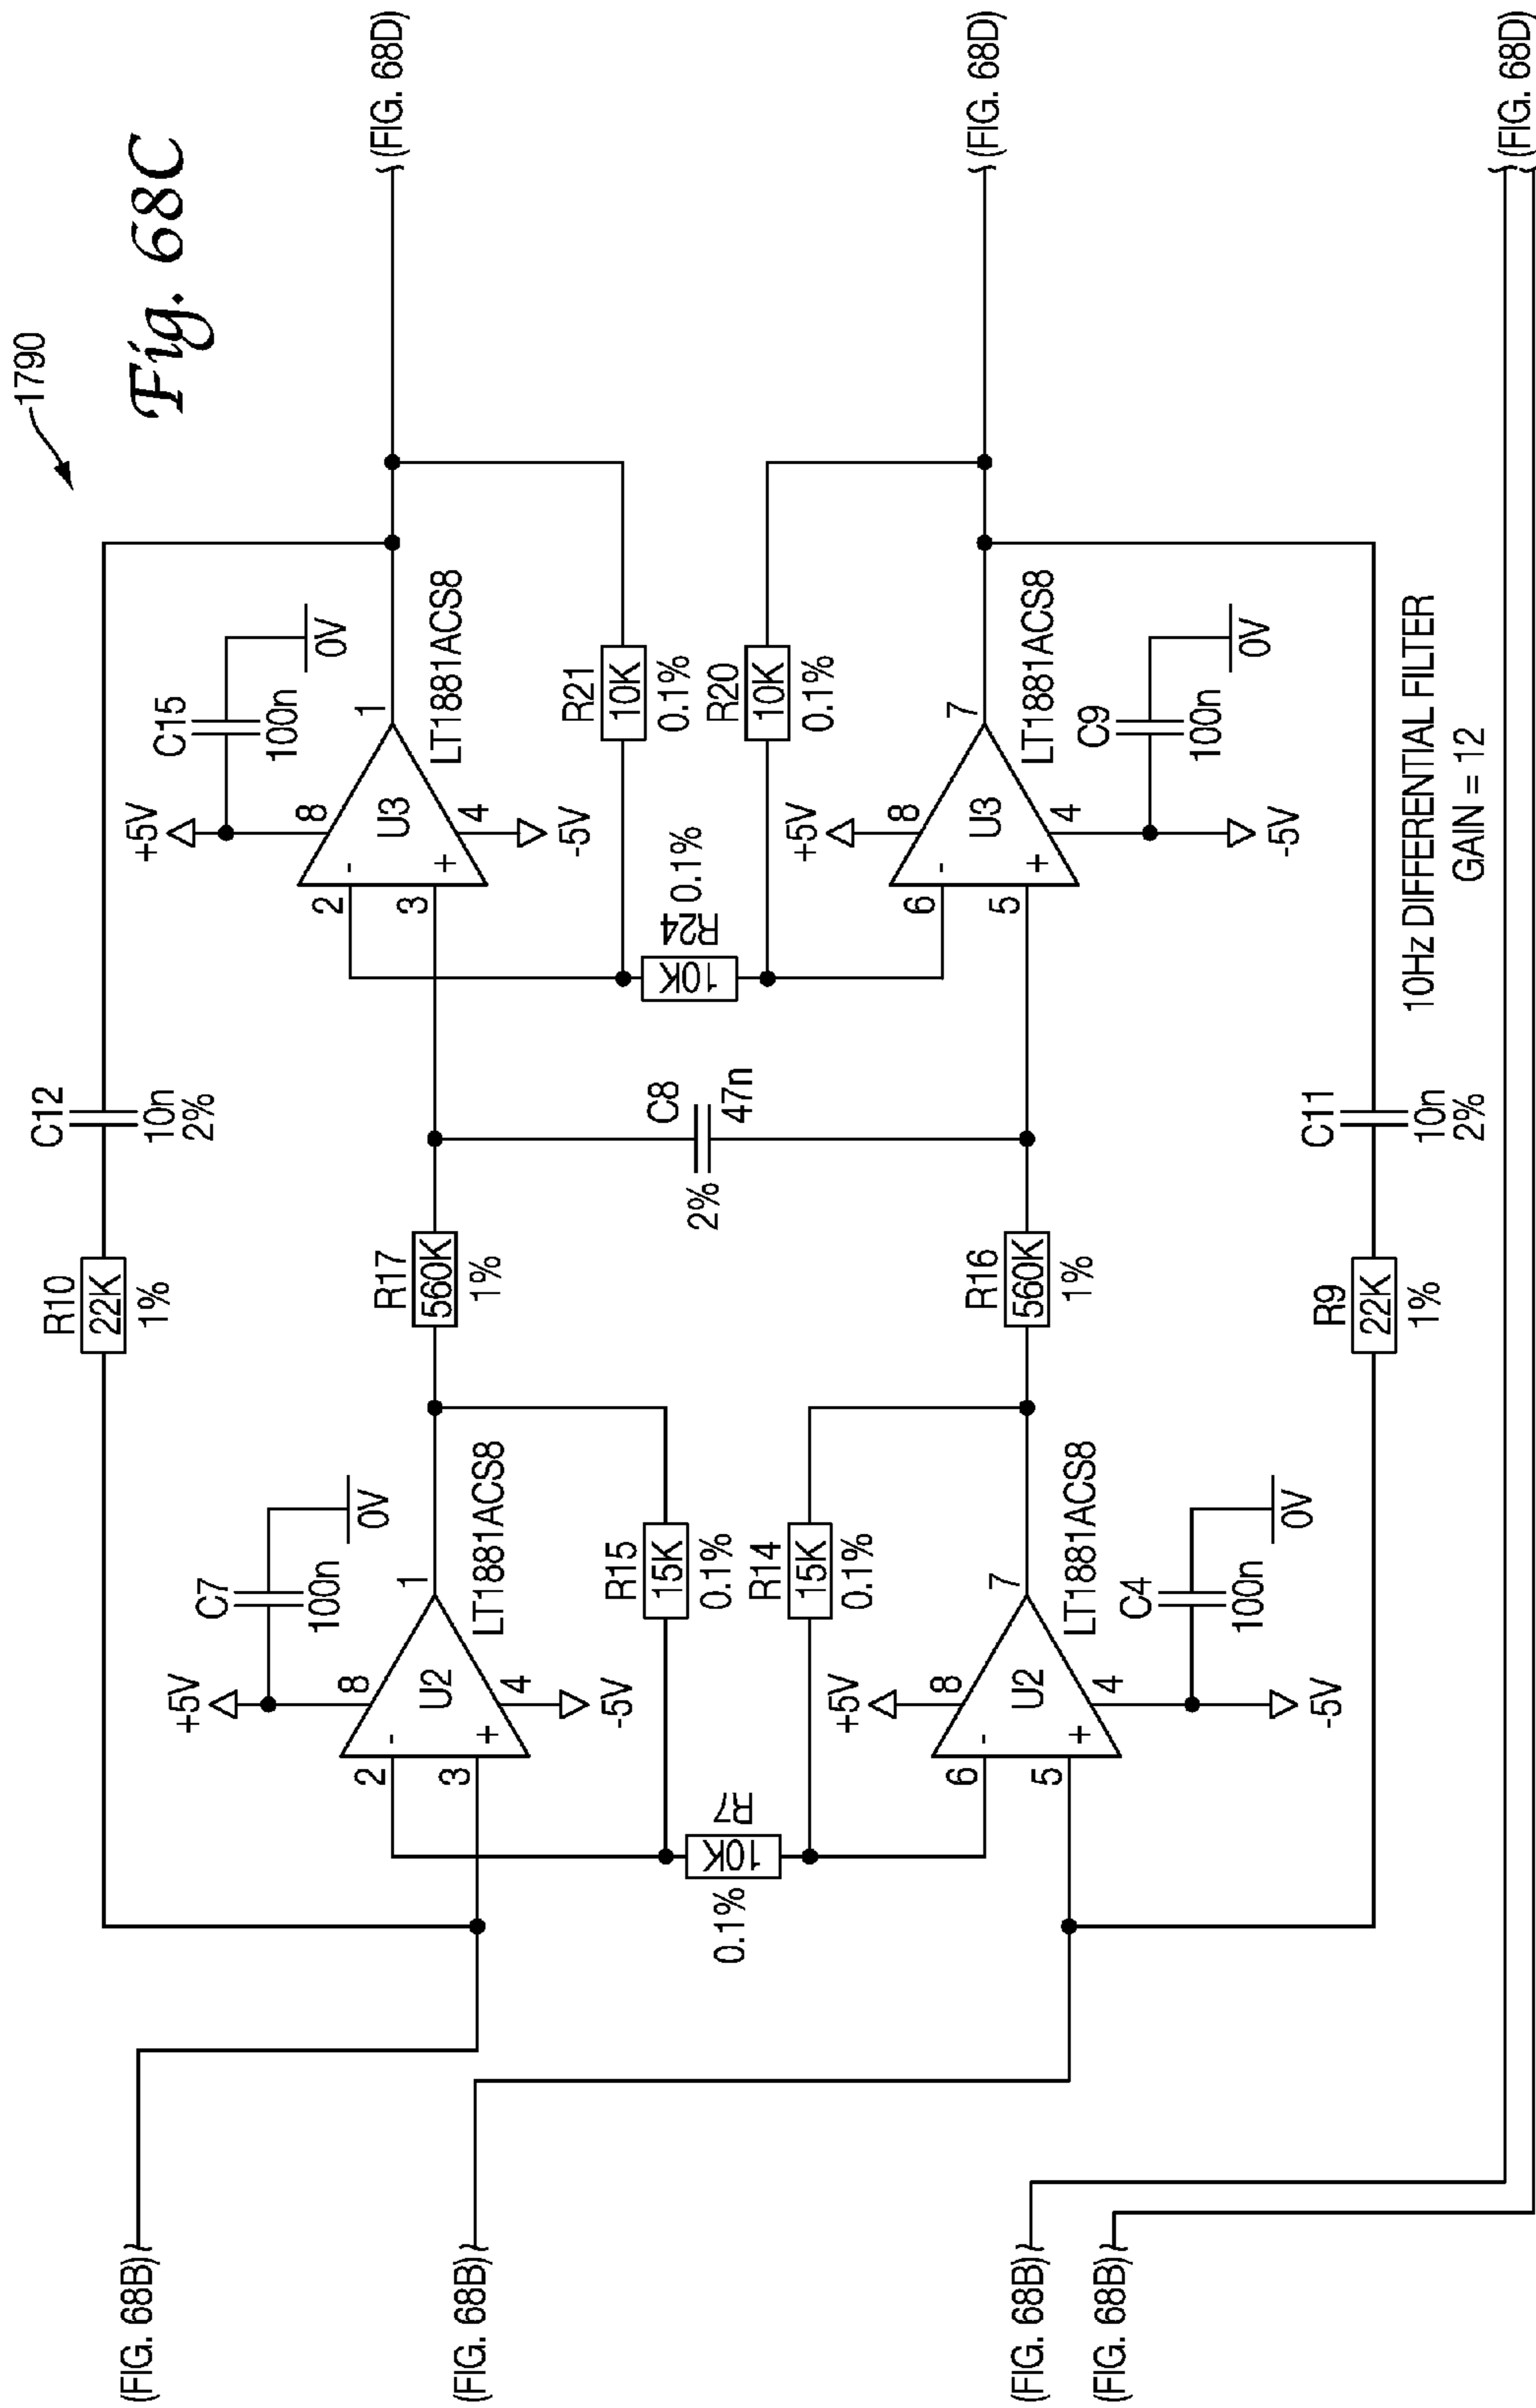 1790
Fig. 68C
C12
10n
2%
R10
22K
1%
+5V
C15
100n
0V
8
2
-
U3
1
3
+
4
LT1881ACS8
-5V
(FIG. 68D)
+5V
C7
100n
0V
8
2
-
U2
1
3
+
4
LT1881ACS8
-5V
R17
560K
1%
R21
10K
0.1%
R15
15K
0.1%
R24
10K
0.1%
R7
10K
0.1%
C8
47n
2%
R20
10K
0.1%
R14
15K
0.1%
+5V
8
6
-
U3
7
5
+
4
LT1881ACS8
-5V
C9
100n
0V
(FIG. 68D)
+5V
8
6
-
U2
7
5
+
4
LT1881ACS8
-5V
C4
100n
0V
R16
560K
1%
C11
10n
2%
R9
22K
1%
10Hz DIFFERENTIAL FILTER
GAIN = 12
(FIG. 68B)
(FIG. 68B)
(FIG. 68B)
(FIG. 68B)
(FIG. 68D)